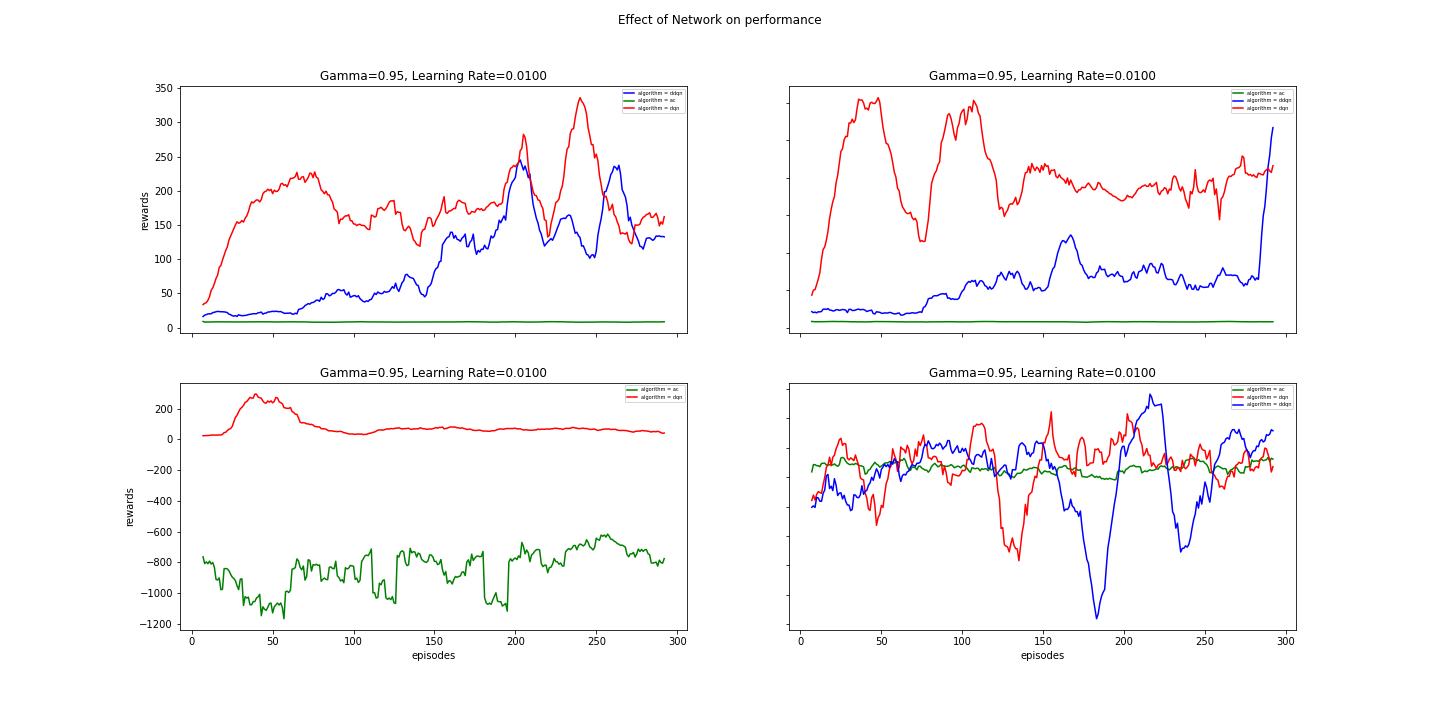 Effect of Network on performance
Gamma=0.95, Learning Rate=0.0100
350
300
250
200
150
100
50
0
rewards
algorithm = ddqn
algorithm = ac
algorithm = dqn
Gamma=0.95, Learning Rate=0.0100
algorithm = ac
algorithm = ddqn
algorithm = dqn
Gamma=0.95, Learning Rate=0.0100
200
0
−200
−400
−600
−800
−1000
−1200
rewards
algorithm = ac
algorithm = dqn
0 50 100 150 200 250 300
episodes
Gamma=0.95, Learning Rate=0.0100
algorithm = ac
algorithm = dqn
algorithm = ddqn
0 50 100 150 200 250 300
episodes